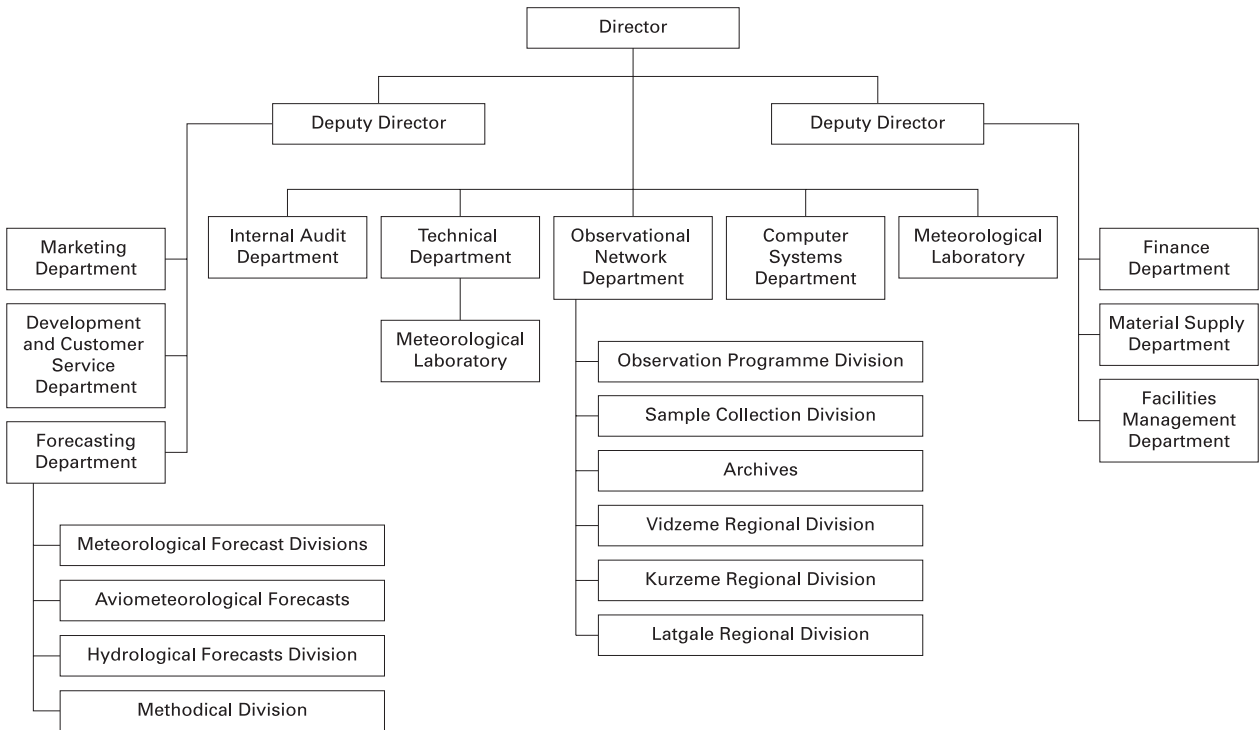 Director
Deputy Director
Deputy Director
Marketing
Department
Development
and Customer
Service
Department
Forecasting
Department
Meteorological Forecast Divisions
Aviometeorological Forecasts
Hydrological Forecasts Division
Methodical Division
Internal Audit
Department
Technical
Department
Meteorological
Laboratory
Observational
Network
Department
Observation Programme Division
Sample Collection Division
Archives
Vidzeme Regional Division
Kurzeme Regional Division
Latgale Regional Division
Computer
Systems
Department
Meteorological
Laboratory
Finance
Department
Material Supply
Department
Facilities
Management
Department